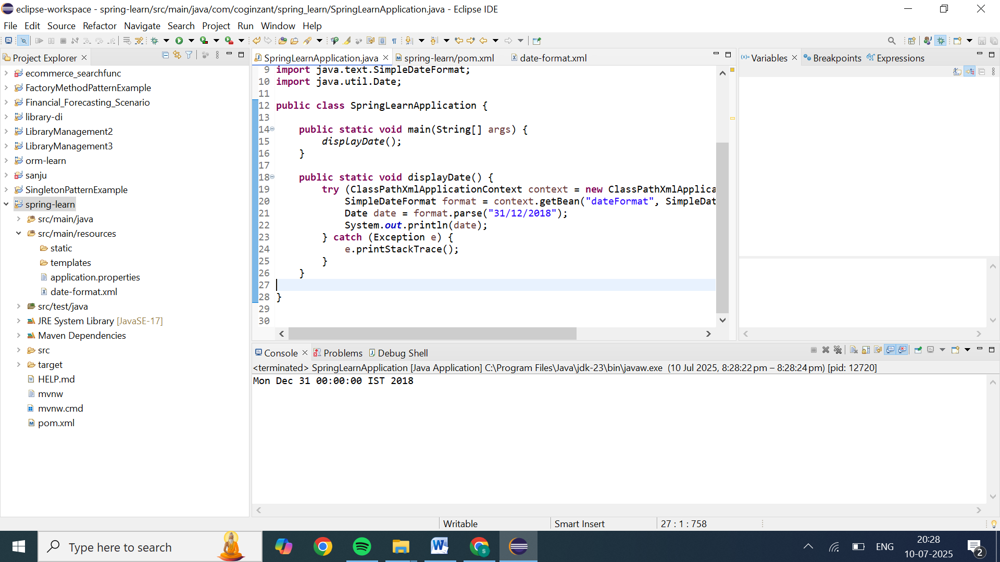 eclipse-workspace - spring-learn/src/main/java/com/coginzant/spring_learn/SpringLearnApplication.java - Eclipse IDE
File Edit Source Refactor Navigate Search Project Run Window Help
Project Explorer
ecommerce_searchfunc
FactoryMethodPatternExample
Financial_Forecasting_Scenario
library-di
LibraryManagement2
LibraryManagement3
orm-learn
sanju
SingletonPatternExample
spring-learn
src/main/java
src/main/resources
static
templates
application.properties
date-format.xml
src/test/java
JRE System Library [JavaSE-17]
Maven Dependencies
src
target
HELP.md
mvnw
mvnw.cmd
pom.xml
SpringLearnApplication.java spring-learn/pom.xml date-format.xml
9 import java.text.SimpleDateFormat;
10 import java.util.Date;
11
12 public class SpringLearnApplication {
13
14 public static void main(String[] args) {
15 displayDate();
16 }
17
18 public static void displayDate() {
19 try (ClassPathXmlApplicationContext context = new ClassPathXmlApplica
20 SimpleDateFormat format = context.getBean("dateFormat", SimpleDat
21 Date date = format.parse("31/12/2018");
22 System.out.println(date);
23 } catch (Exception e) {
24 e.printStackTrace();
25 }
26 }
27
28 }
29
30
(x)= Variables Breakpoints Expressions
Console Problems Debug Shell
<terminated> SpringLearnApplication [Java Application] C:\Program Files\Java\jdk-23\bin\javaw.exe (10 Jul 2025, 8:28:22 pm – 8:28:24 pm) [pid: 12720]
Mon Dec 31 00:00:00 IST 2018
Writable Smart Insert 27 : 1 : 758
Type here to search
ENG
20:28
10-07-2025
2